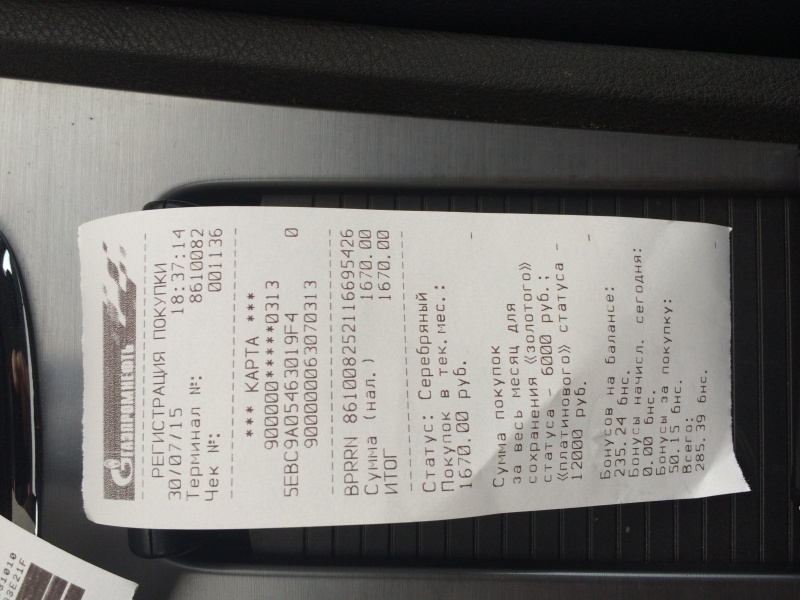 ГАЗПРОМНЕФТЬ
РЕГИСТРАЦИЯ ПОКУПКИ
30/07/15 18:37:14
Терминал №: 8610082
Чек №: 001136
*** КАРТА ***
900000*****0313
5EBC9A05463019F4 0
9000000063070313
BPRRN 861008252116695426
Сумма (нал.) 1670.00
ИТОГ 1670.00
Статус: Серебряный
Покупок в тек.мес.: -
1670.00 руб.
Сумма покупок
за весь месяц для
сохранения «золотого»
статуса - 6000 руб.;
«платинового» статуса -
12000 руб. -
Бонусов на балансе:
235.24 бнс.
Бонусы начисл. сегодня:
0.00 бнс.
Бонусы за покупку:
50.15 бнс.
Всего: -
285.39 бнс.
31010
93E21F